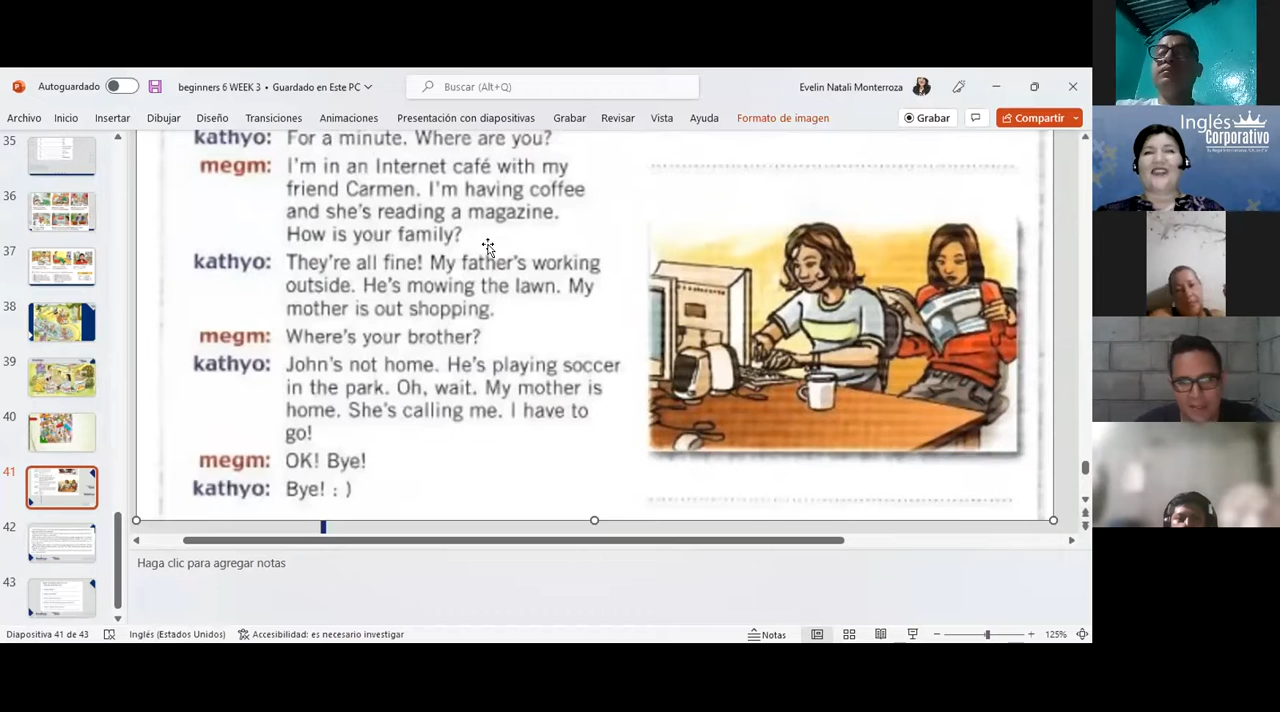 Autoguardado
beginners 6 WEEK 3 • Guardado en Este PC
Buscar (Alt+Q)
Evelin Natali Monterroza
Archivo Inicio Insertar Dibujar Diseño Transiciones Animaciones Presentación con diapositivas Grabar Revisar Vista Ayuda Formato de imagen
Grabar
Compartir
35
36
37
38
39
40
41
42
43
kathyo: For a minute. Where are you?
megm: I'm in an Internet café with my
friend Carmen. I'm having coffee
and she's reading a magazine.
How is your family?
kathyo: They're all fine! My father's working
outside. He's mowing the lawn. My
mother is out shopping.
megm: Where's your brother?
kathyo: John's not home. He's playing soccer
in the park. Oh, wait. My mother is
home. She's calling me. I have to
go!
megm: OK! Bye!
kathyo: Bye! : )
Haga clic para agregar notas
Diapositiva 41 de 43
Inglés (Estados Unidos)
Accesibilidad: es necesario investigar
Notas
125%
Inglés
Corporativo